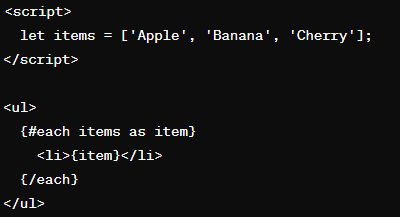 <script>
  let items = ['Apple', 'Banana', 'Cherry'];
</script>

<ul>
  {#each items as item}
    <li>{item}</li>
  {/each}
</ul>